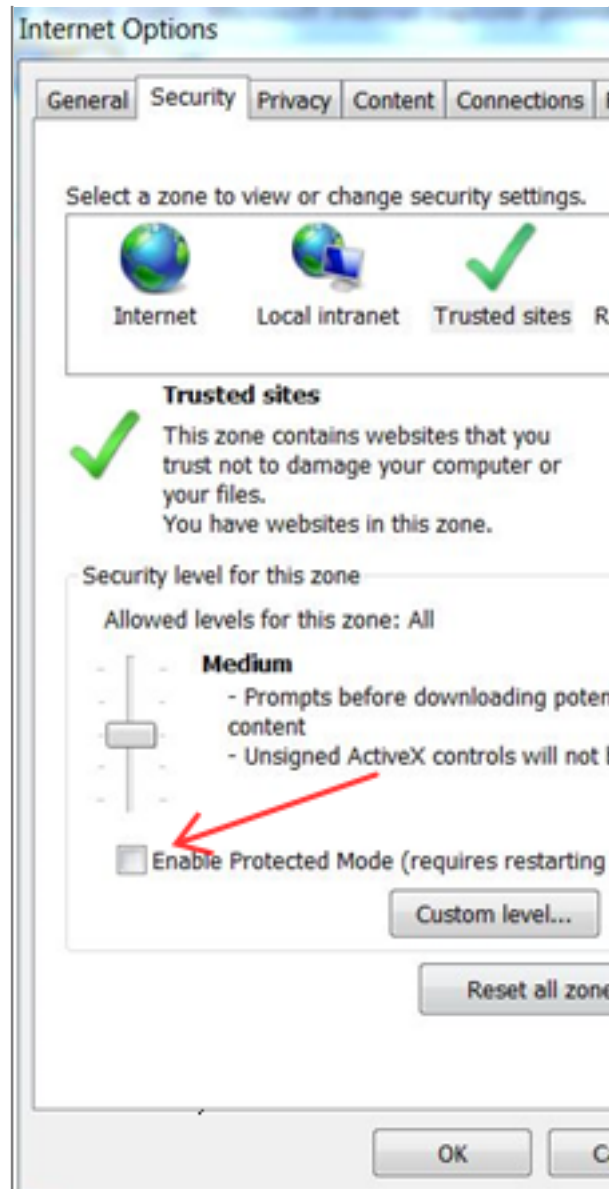 Internet Options
General Security Privacy Content Connections
Select a zone to view or change security settings.
Internet Local intranet Trusted sites R
Trusted sites
This zone contains websites that you
trust not to damage your computer or
your files.
You have websites in this zone.
Security level for this zone
Allowed levels for this zone: All
Medium
- Prompts before downloading poten
content
- Unsigned ActiveX controls will not
Enable Protected Mode (requires restarting
Custom level...
Reset all zone
OK Ca